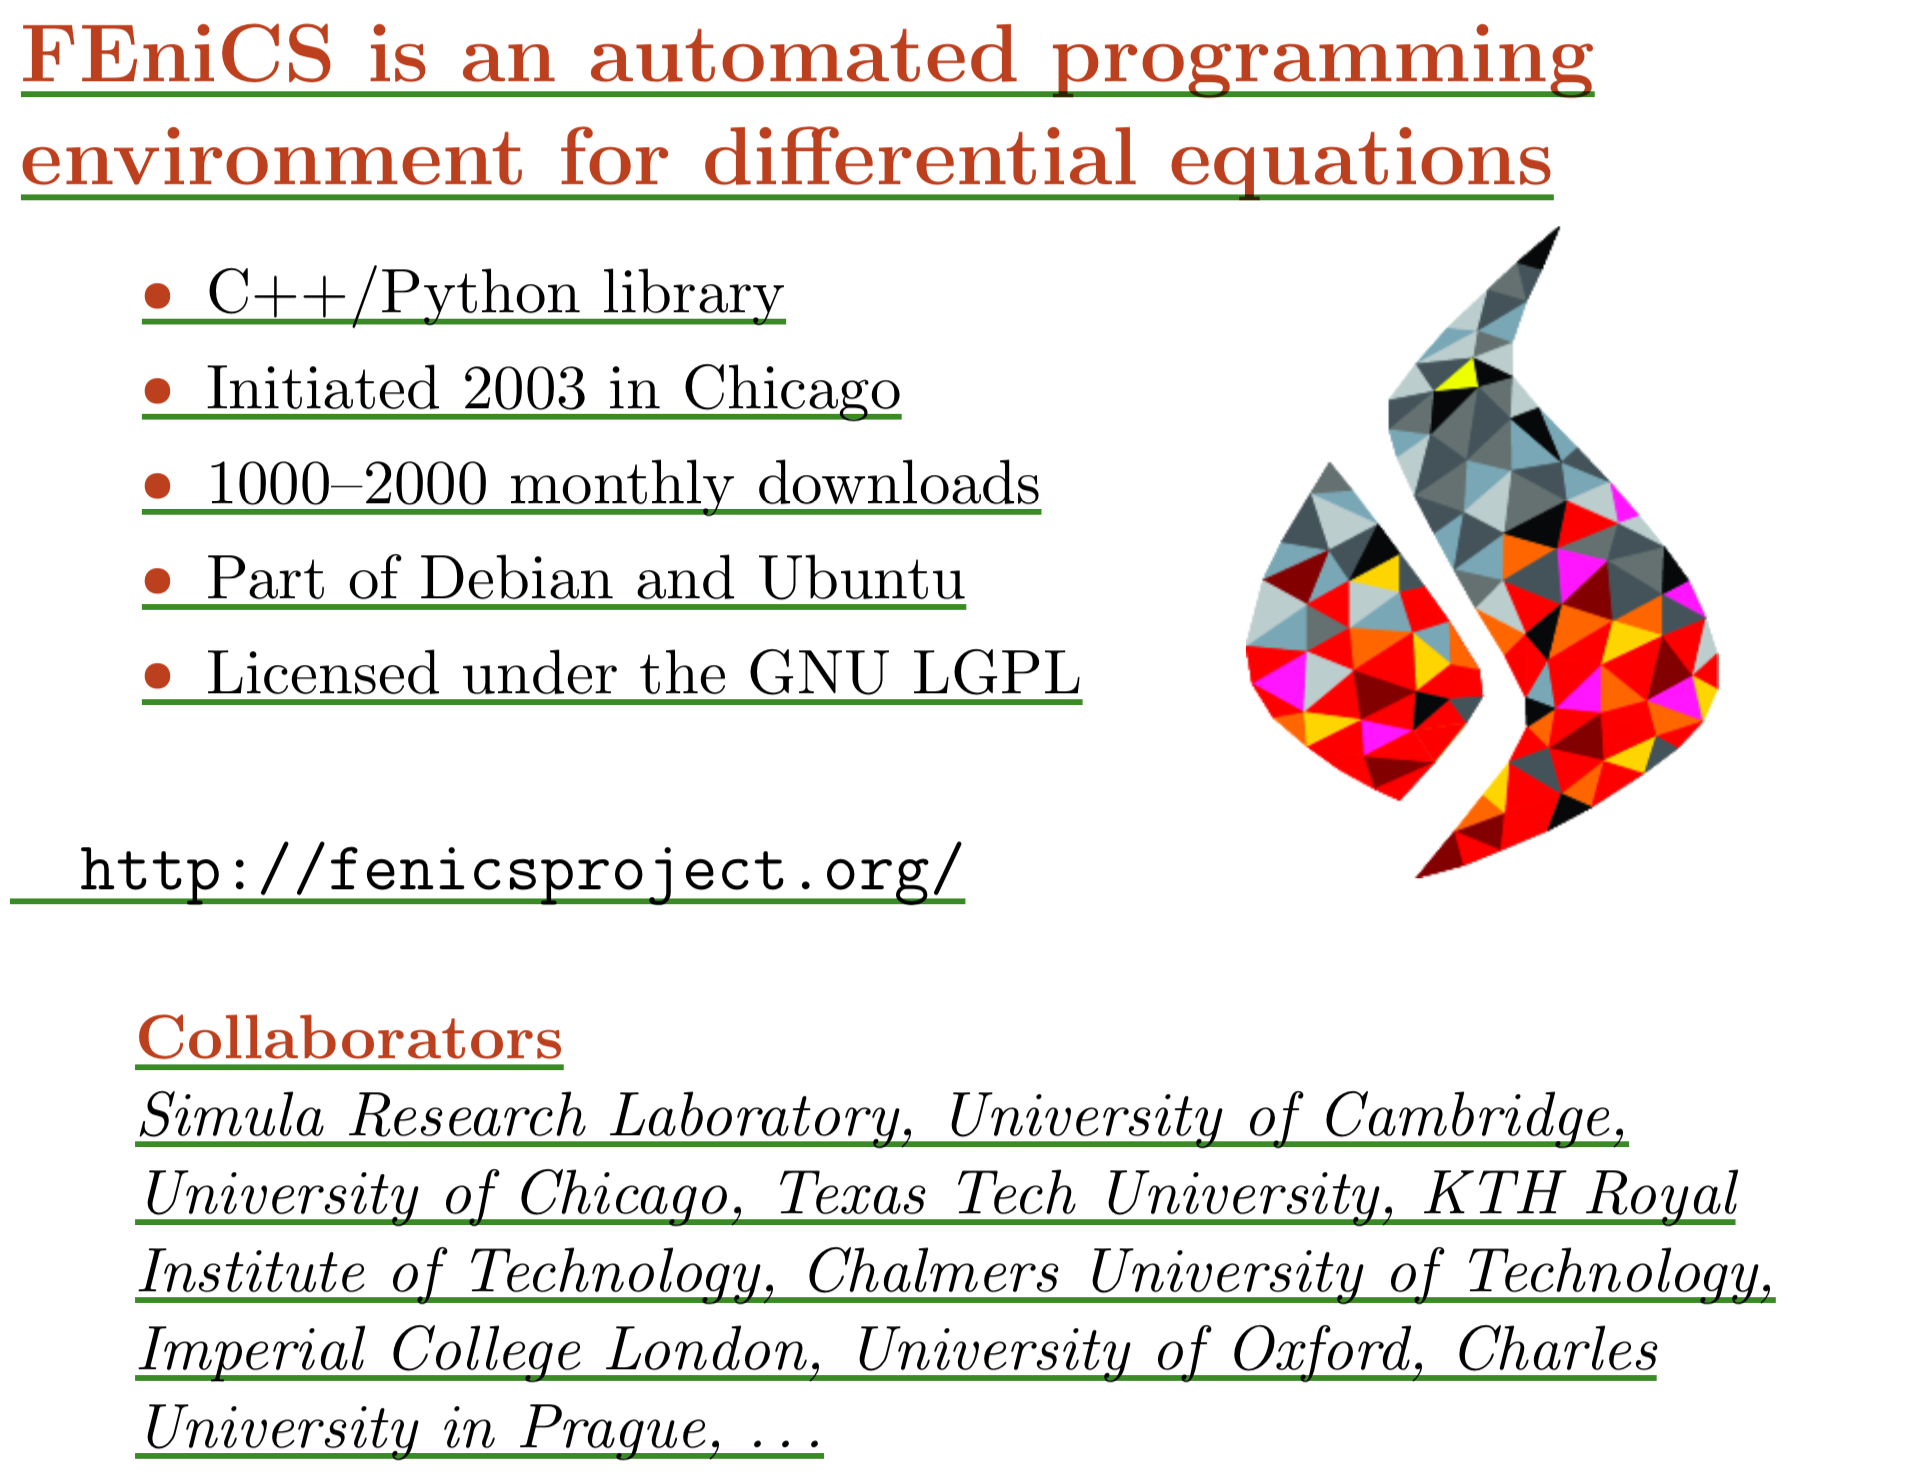 FEniCS is an automated programming
environment for differential equations
• C++/Python library
• Initiated 2003 in Chicago
• 1000–2000 monthly downloads
• Part of Debian and Ubuntu
• Licensed under the GNU LGPL
http://fenicsproject.org/
Collaborators
Simula Research Laboratory, University of Cambridge,
University of Chicago, Texas Tech University, KTH Royal
Institute of Technology, Chalmers University of Technology,
Imperial College London, University of Oxford, Charles
University in Prague, ...